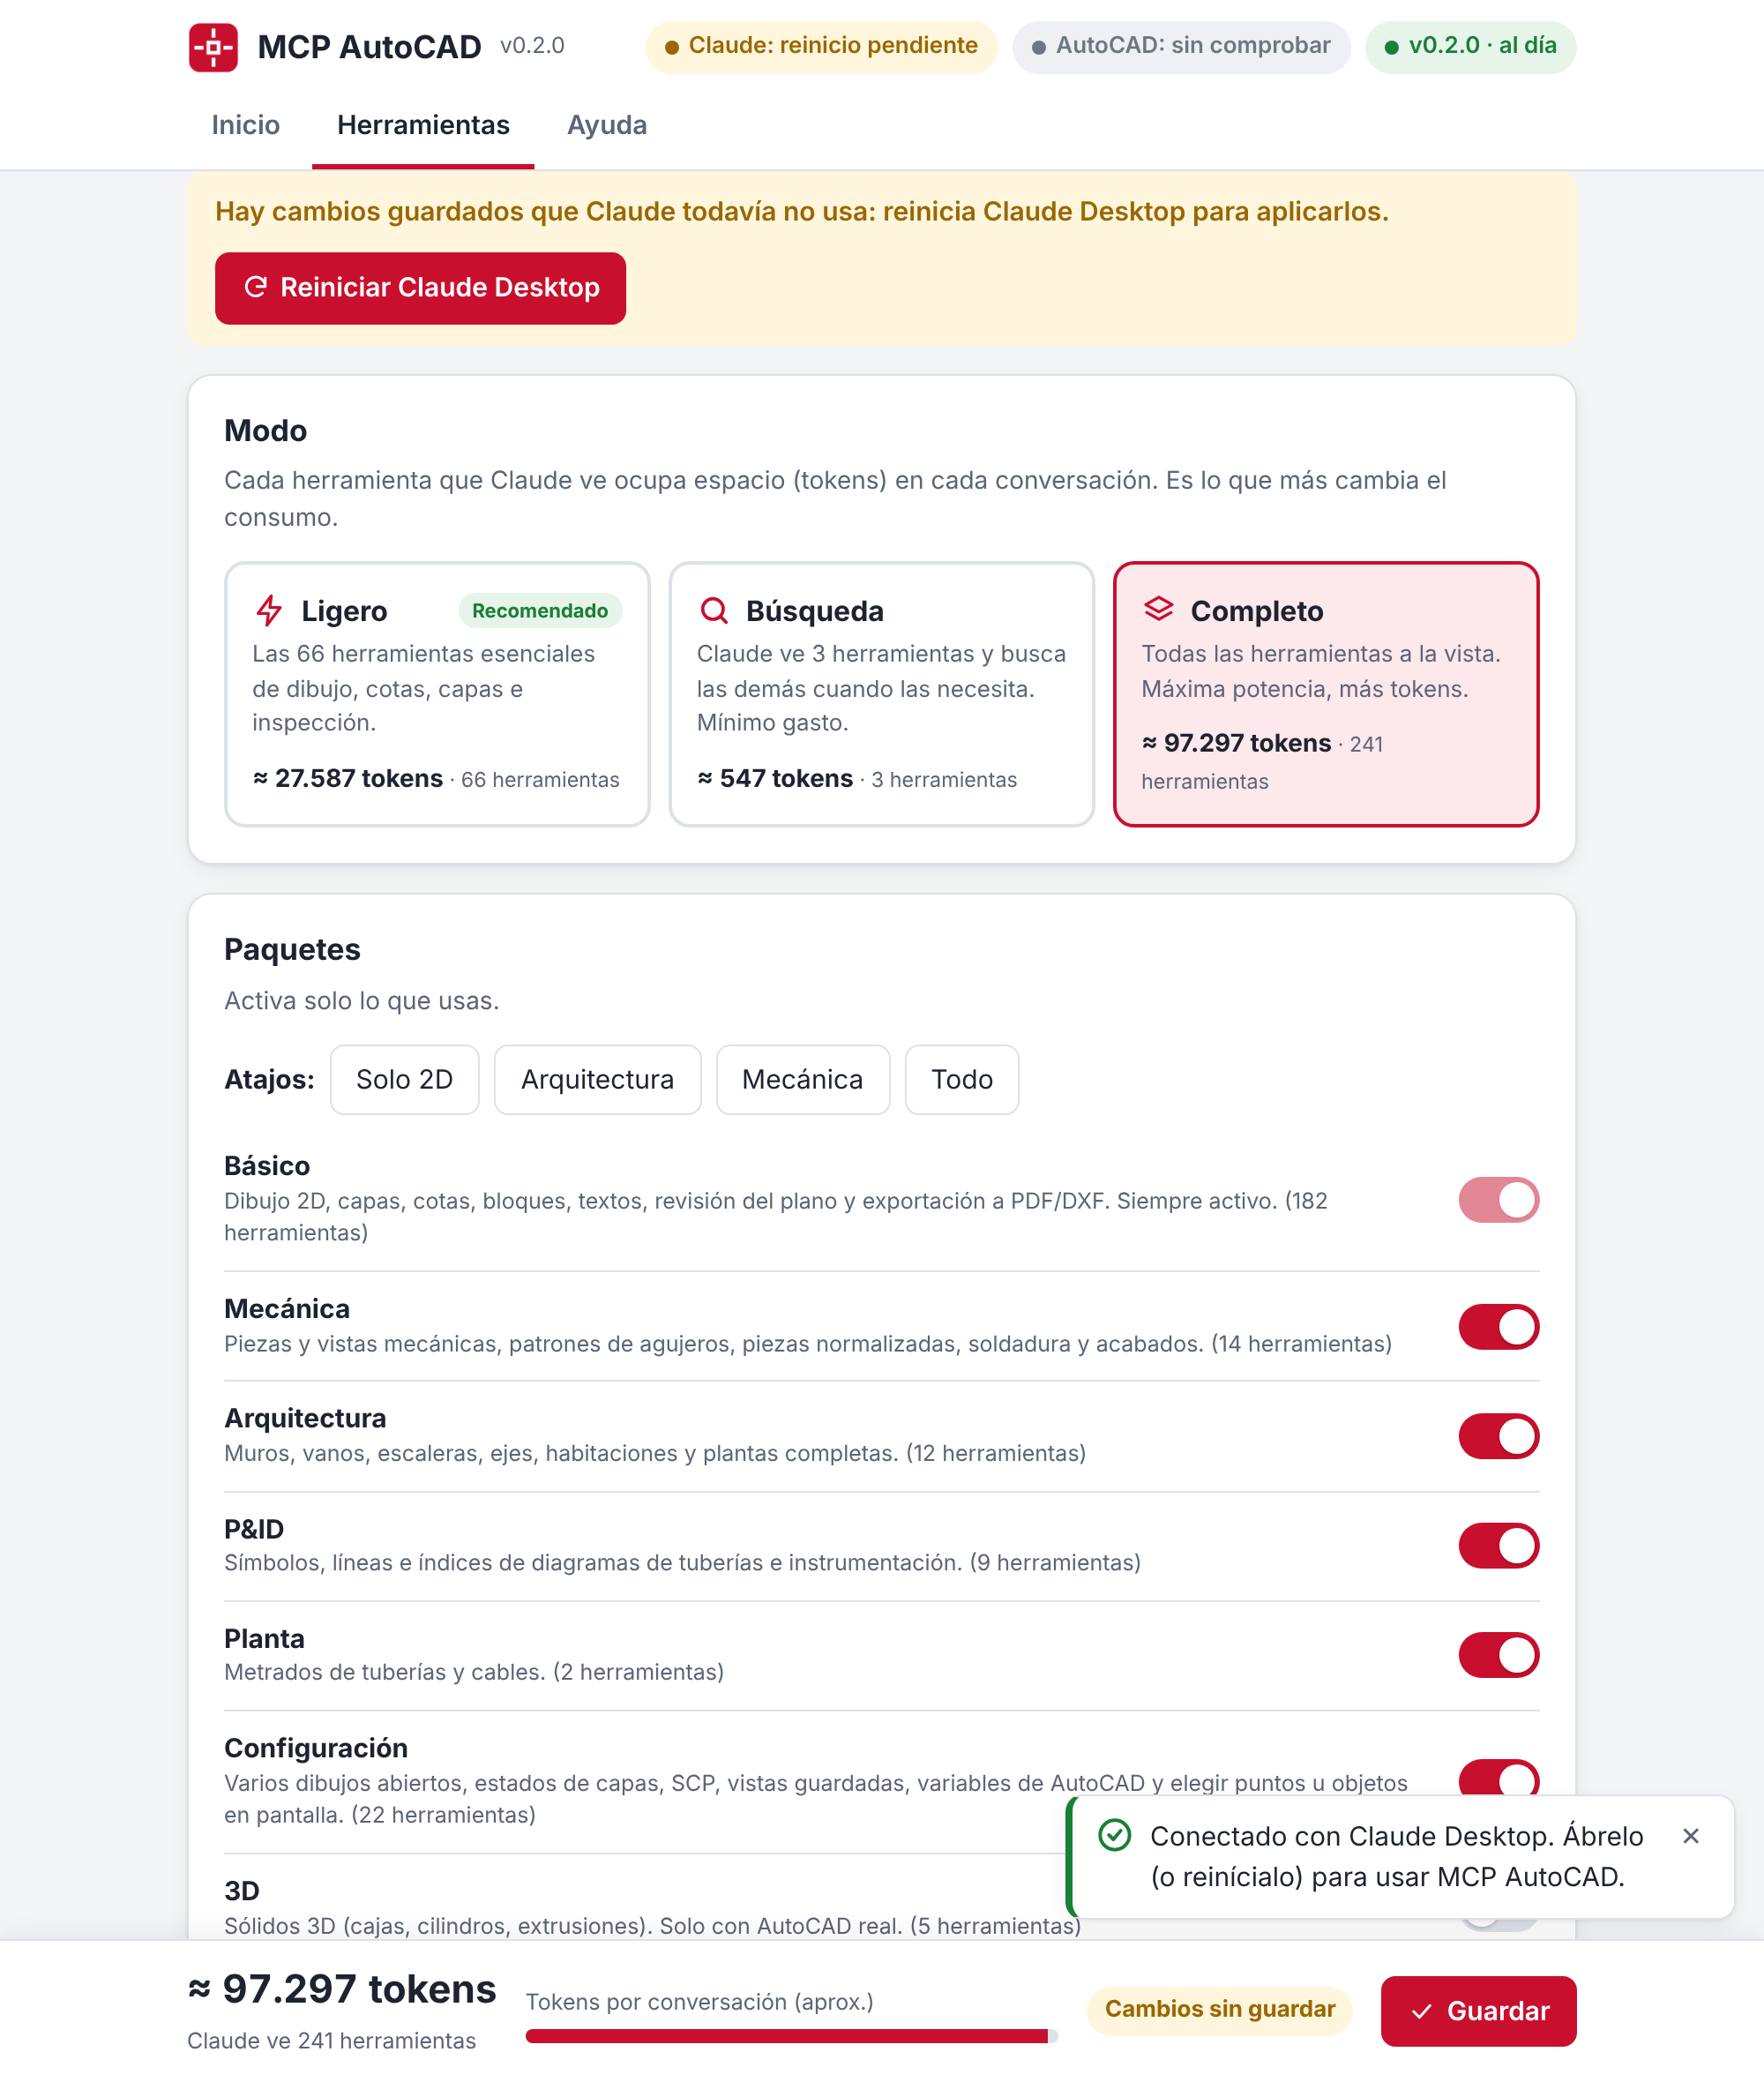 MCP AutoCAD v0.2.0
Claude: reinicio pendiente
AutoCAD: sin comprobar
v0.2.0 · al día
Inicio
Herramientas
Ayuda
Hay cambios guardados que Claude todavía no usa: reinicia Claude Desktop para aplicarlos.
Reiniciar Claude Desktop
Modo
Cada herramienta que Claude ve ocupa espacio (tokens) en cada conversación. Es lo que más cambia el
consumo.
Ligero
Recomendado
Las 66 herramientas esenciales
de dibujo, cotas, capas e
inspección.
≈ 27.587 tokens · 66 herramientas
Búsqueda
Claude ve 3 herramientas y busca
las demás cuando las necesita.
Mínimo gasto.
≈ 547 tokens · 3 herramientas
Completo
Todas las herramientas a la vista.
Máxima potencia, más tokens.
≈ 97.297 tokens · 241
herramientas
Paquetes
Activa solo lo que usas.
Atajos:
Solo 2D
Arquitectura
Mecánica
Todo
Básico
Dibujo 2D, capas, cotas, bloques, textos, revisión del plano y exportación a PDF/DXF. Siempre activo. (182
herramientas)
Mecánica
Piezas y vistas mecánicas, patrones de agujeros, piezas normalizadas, soldadura y acabados. (14 herramientas)
Arquitectura
Muros, vanos, escaleras, ejes, habitaciones y plantas completas. (12 herramientas)
P&ID
Símbolos, líneas e índices de diagramas de tuberías e instrumentación. (9 herramientas)
Planta
Metrados de tuberías y cables. (2 herramientas)
Configuración
Varios dibujos abiertos, estados de capas, SCP, vistas guardadas, variables de AutoCAD y elegir puntos u objetos
en pantalla. (22 herramientas)
3D
Sólidos 3D (cajas, cilindros, extrusiones). Solo con AutoCAD real. (5 herramientas)
Conectado con Claude Desktop. Ábrelo
(o reinícialo) para usar MCP AutoCAD.
≈ 97.297 tokens
Claude ve 241 herramientas
Tokens por conversación (aprox.)
Cambios sin guardar
Guardar